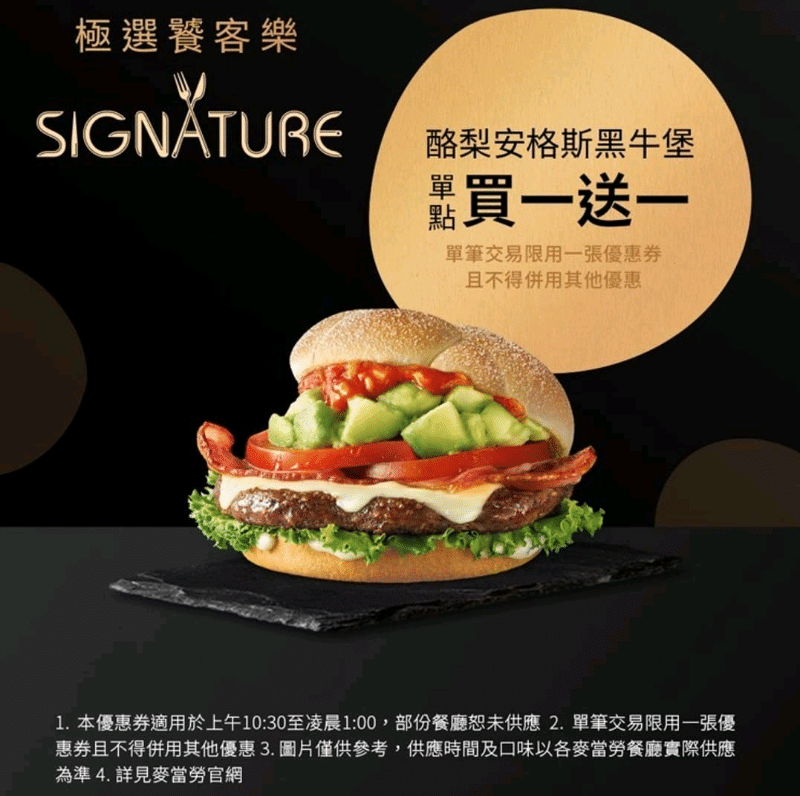 極選饗客樂
SIGNATURE
酪梨安格斯黑牛堡
單點 買一送一
單筆交易限用一張優惠券
且不得併用其他優惠
1. 本優惠券適用於上午10:30至凌晨1:00，部份餐廳恕未供應 2. 單筆交易限用一張優
惠券且不得併用其他優惠 3. 圖片僅供參考，供應時間及口味以各麥當勞餐廳實際供應
為準 4. 詳見麥當勞官網